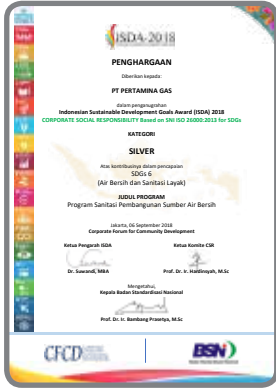 ISDA-2018
PENGHARGAAN
Diberikan kepada:
PT PERTAMINA GAS
dalam penganugrahan
Indonesian Sustainable Development Goals Award (ISDA) 2018
CORPORATE SOCIAL RESPONSIBILITY Based on SNI ISO 26000:2013 for SDGs
KATEGORI
SILVER
Atas kontribusinya dalam pencapaian
SDGs 6
(Air Bersih dan Sanitasi Layak)
JUDUL PROGRAM
Program Sanitasi Pembangunan Sumber Air Bersih
Jakarta, 06 September 2018
Corporate Forum for Community Development
Ketua Pengarah ISDA Ketua Komite CSR
Dr. Suwandi, MBA Prof. Dr. Ir. Hardinsyah, M.Sc
Mengetahui,
Kepala Badan Standardisasi Nasional
Prof. Dr. Ir. Bambang Prasetya, M.Sc
CFCD BSN